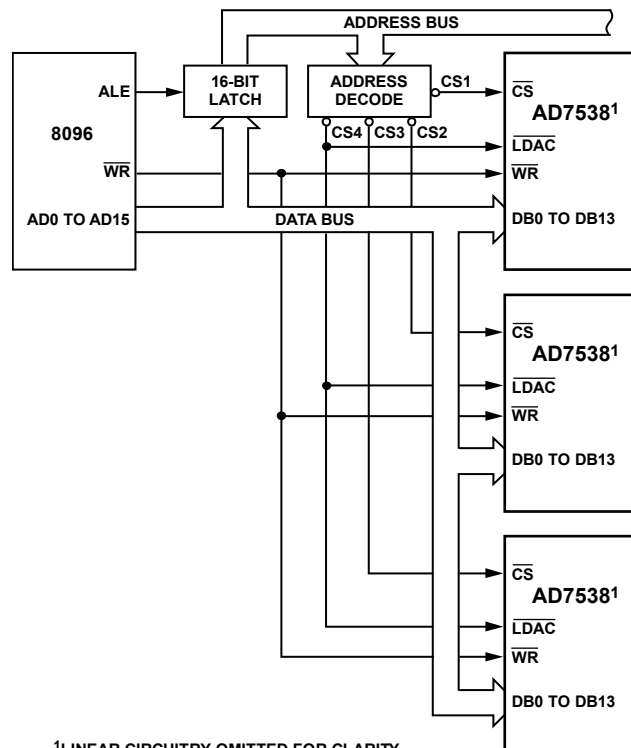 ADDRESS BUS
ALE
16-BIT
LATCH
ADDRESS
DECODE
CS1
CS
AD7538¹
8096
CS4
CS3
CS2
LDAC
WR
WR
AD0 TO AD15
DATA BUS
DB0 TO DB13
CS
AD7538¹
LDAC
WR
DB0 TO DB13
CS
AD7538¹
LDAC
WR
DB0 TO DB13
¹LINEAR CIRCUITRY OMITTED FOR CLARITY